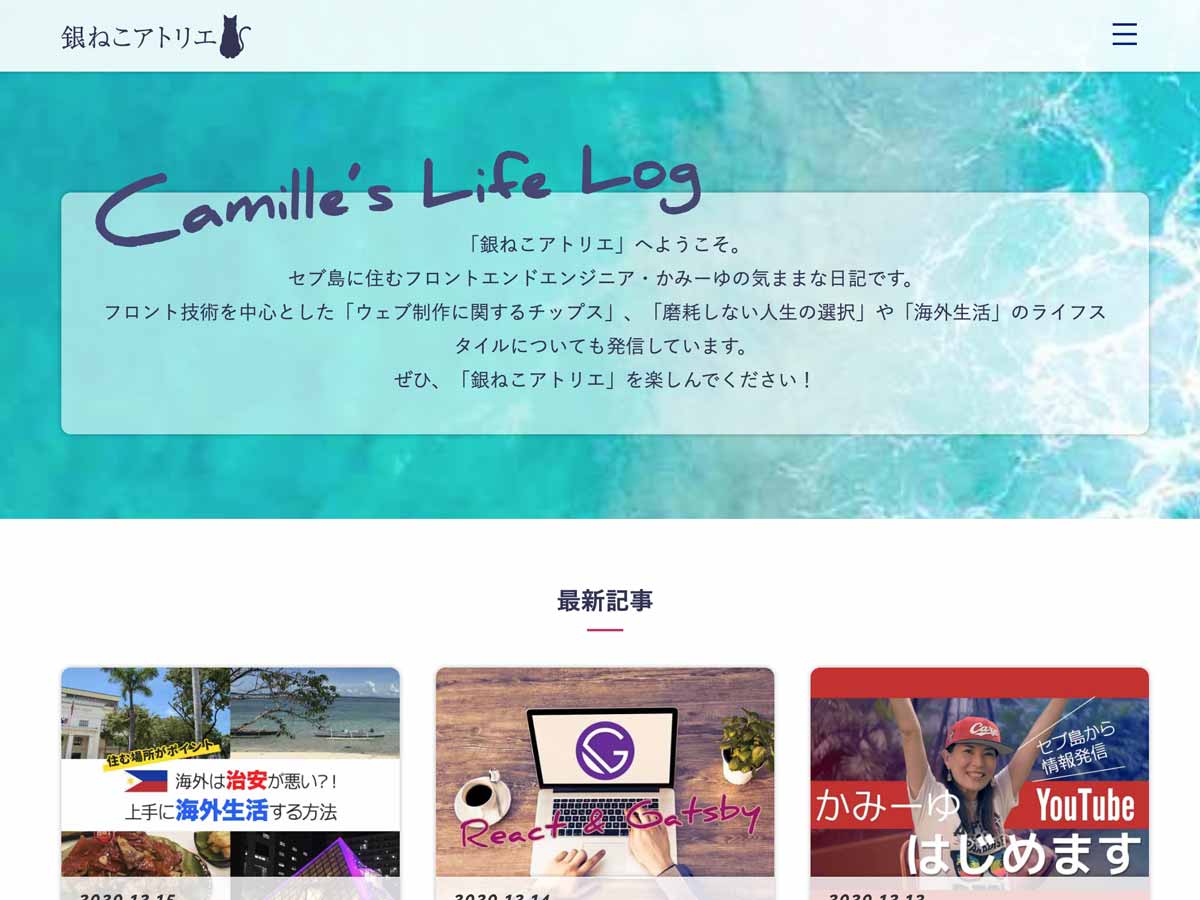 銀ねこアトリエ
Camille's Life Log
「銀ねこアトリエ」へようこそ。
セブ島に住むフロントエンドエンジニア・かみーゆの気ままな日記です。
フロント技術を中心とした「ウェブ制作に関するチップス」、「磨耗しない人生の選択」や「海外生活」のライフス
タイルについても発信しています。
ぜひ、「銀ねこアトリエ」を楽しんでください！
最新記事
住む場所がポイント
海外は治安が悪い?!
上手に海外生活する方法
React & Gatsby
セブ島から
情報発信
かみーゆ YouTube
はじめます